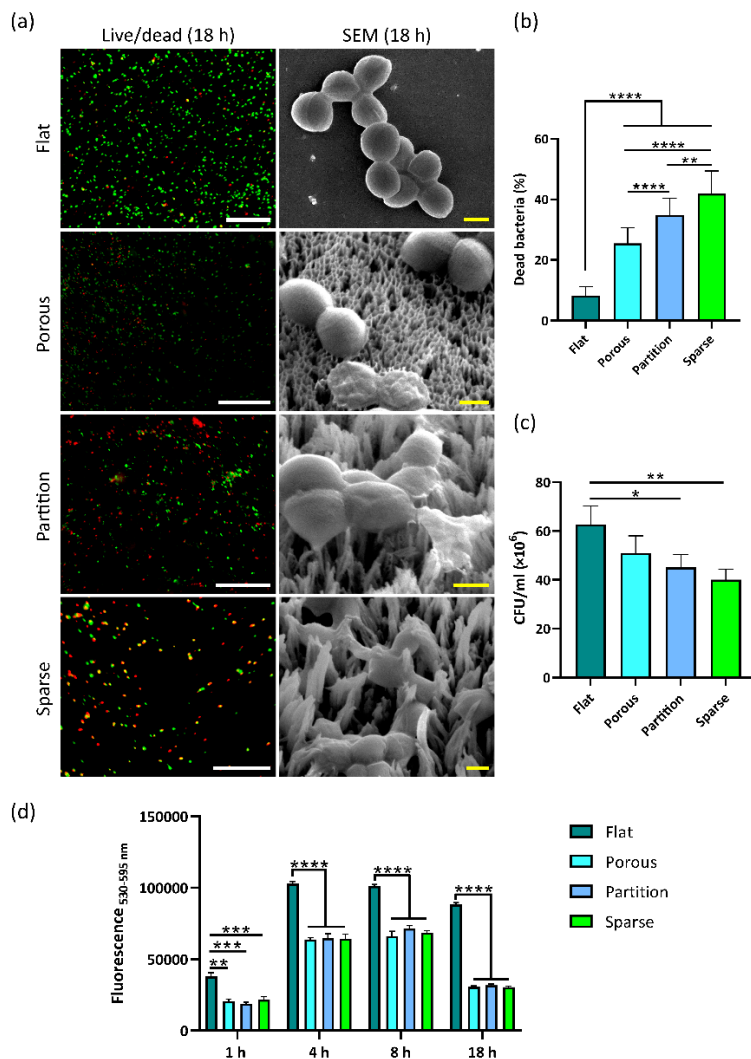 (a)
Live/dead (18 h)
SEM (18 h)
Flat
Porous
Partition
Sparse
(b)
****
****
**
****
Dead bacteria (%)
60
40
20
0
Flat
Porous
Partition
Sparse
(c)
**
*
CFU/ml (×10⁶)
80
60
40
20
0
Flat
Porous
Partition
Sparse
(d)
Fluorescence 530-595 nm
150000
100000
50000
0
***
***
**
****
****
****
1 h
4 h
8 h
18 h
Flat
Porous
Partition
Sparse